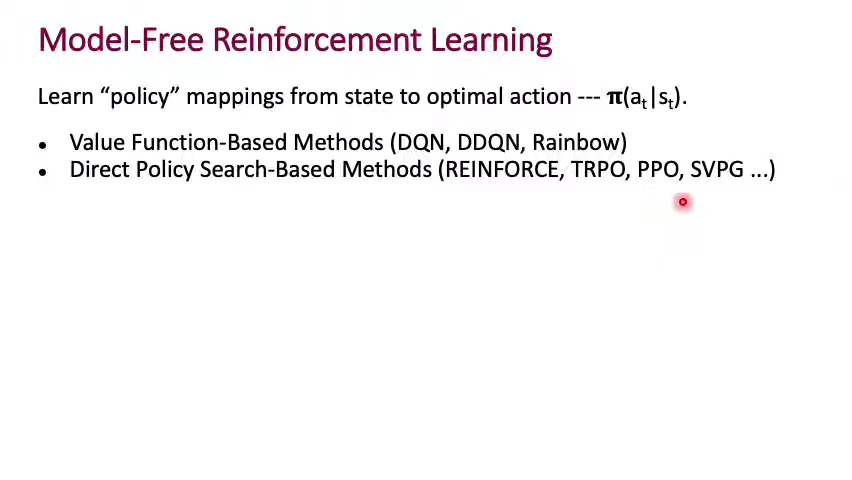 Model-Free Reinforcement Learning
Learn “policy” mappings from state to optimal action --- π(at|st).
• Value Function-Based Methods (DQN, DDQN, Rainbow)
• Direct Policy Search-Based Methods (REINFORCE, TRPO, PPO, SVPG ...)